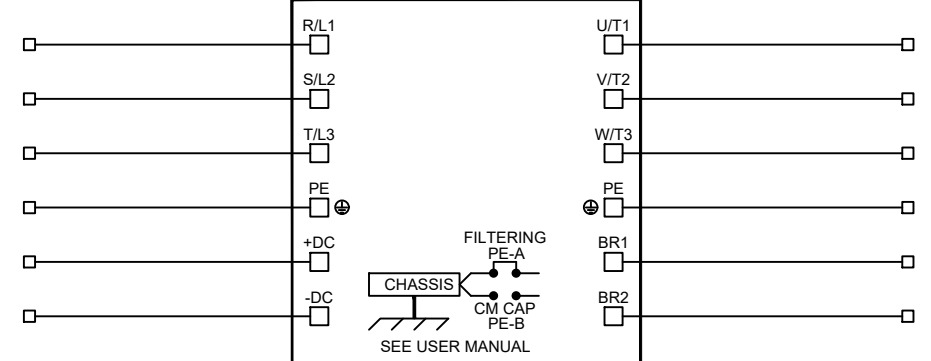 R/L1
U/T1
S/L2
V/T2
T/L3
W/T3
PE
PE
+DC
BR1
FILTERING
PE-A
CHASSIS
-DC
BR2
CM CAP
PE-B
SEE USER MANUAL